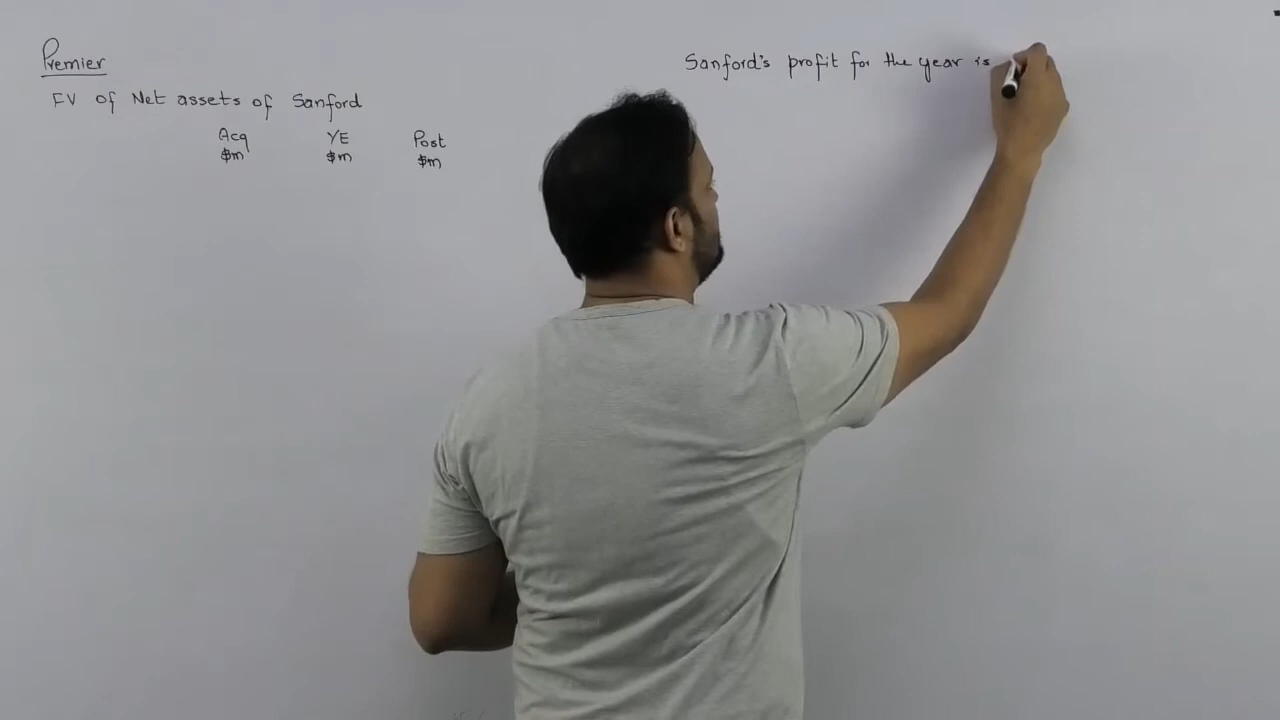 Premier
FV of Net assets of Sanford
Acq YE Post
$m $m $m
Sanford's profit for the year is